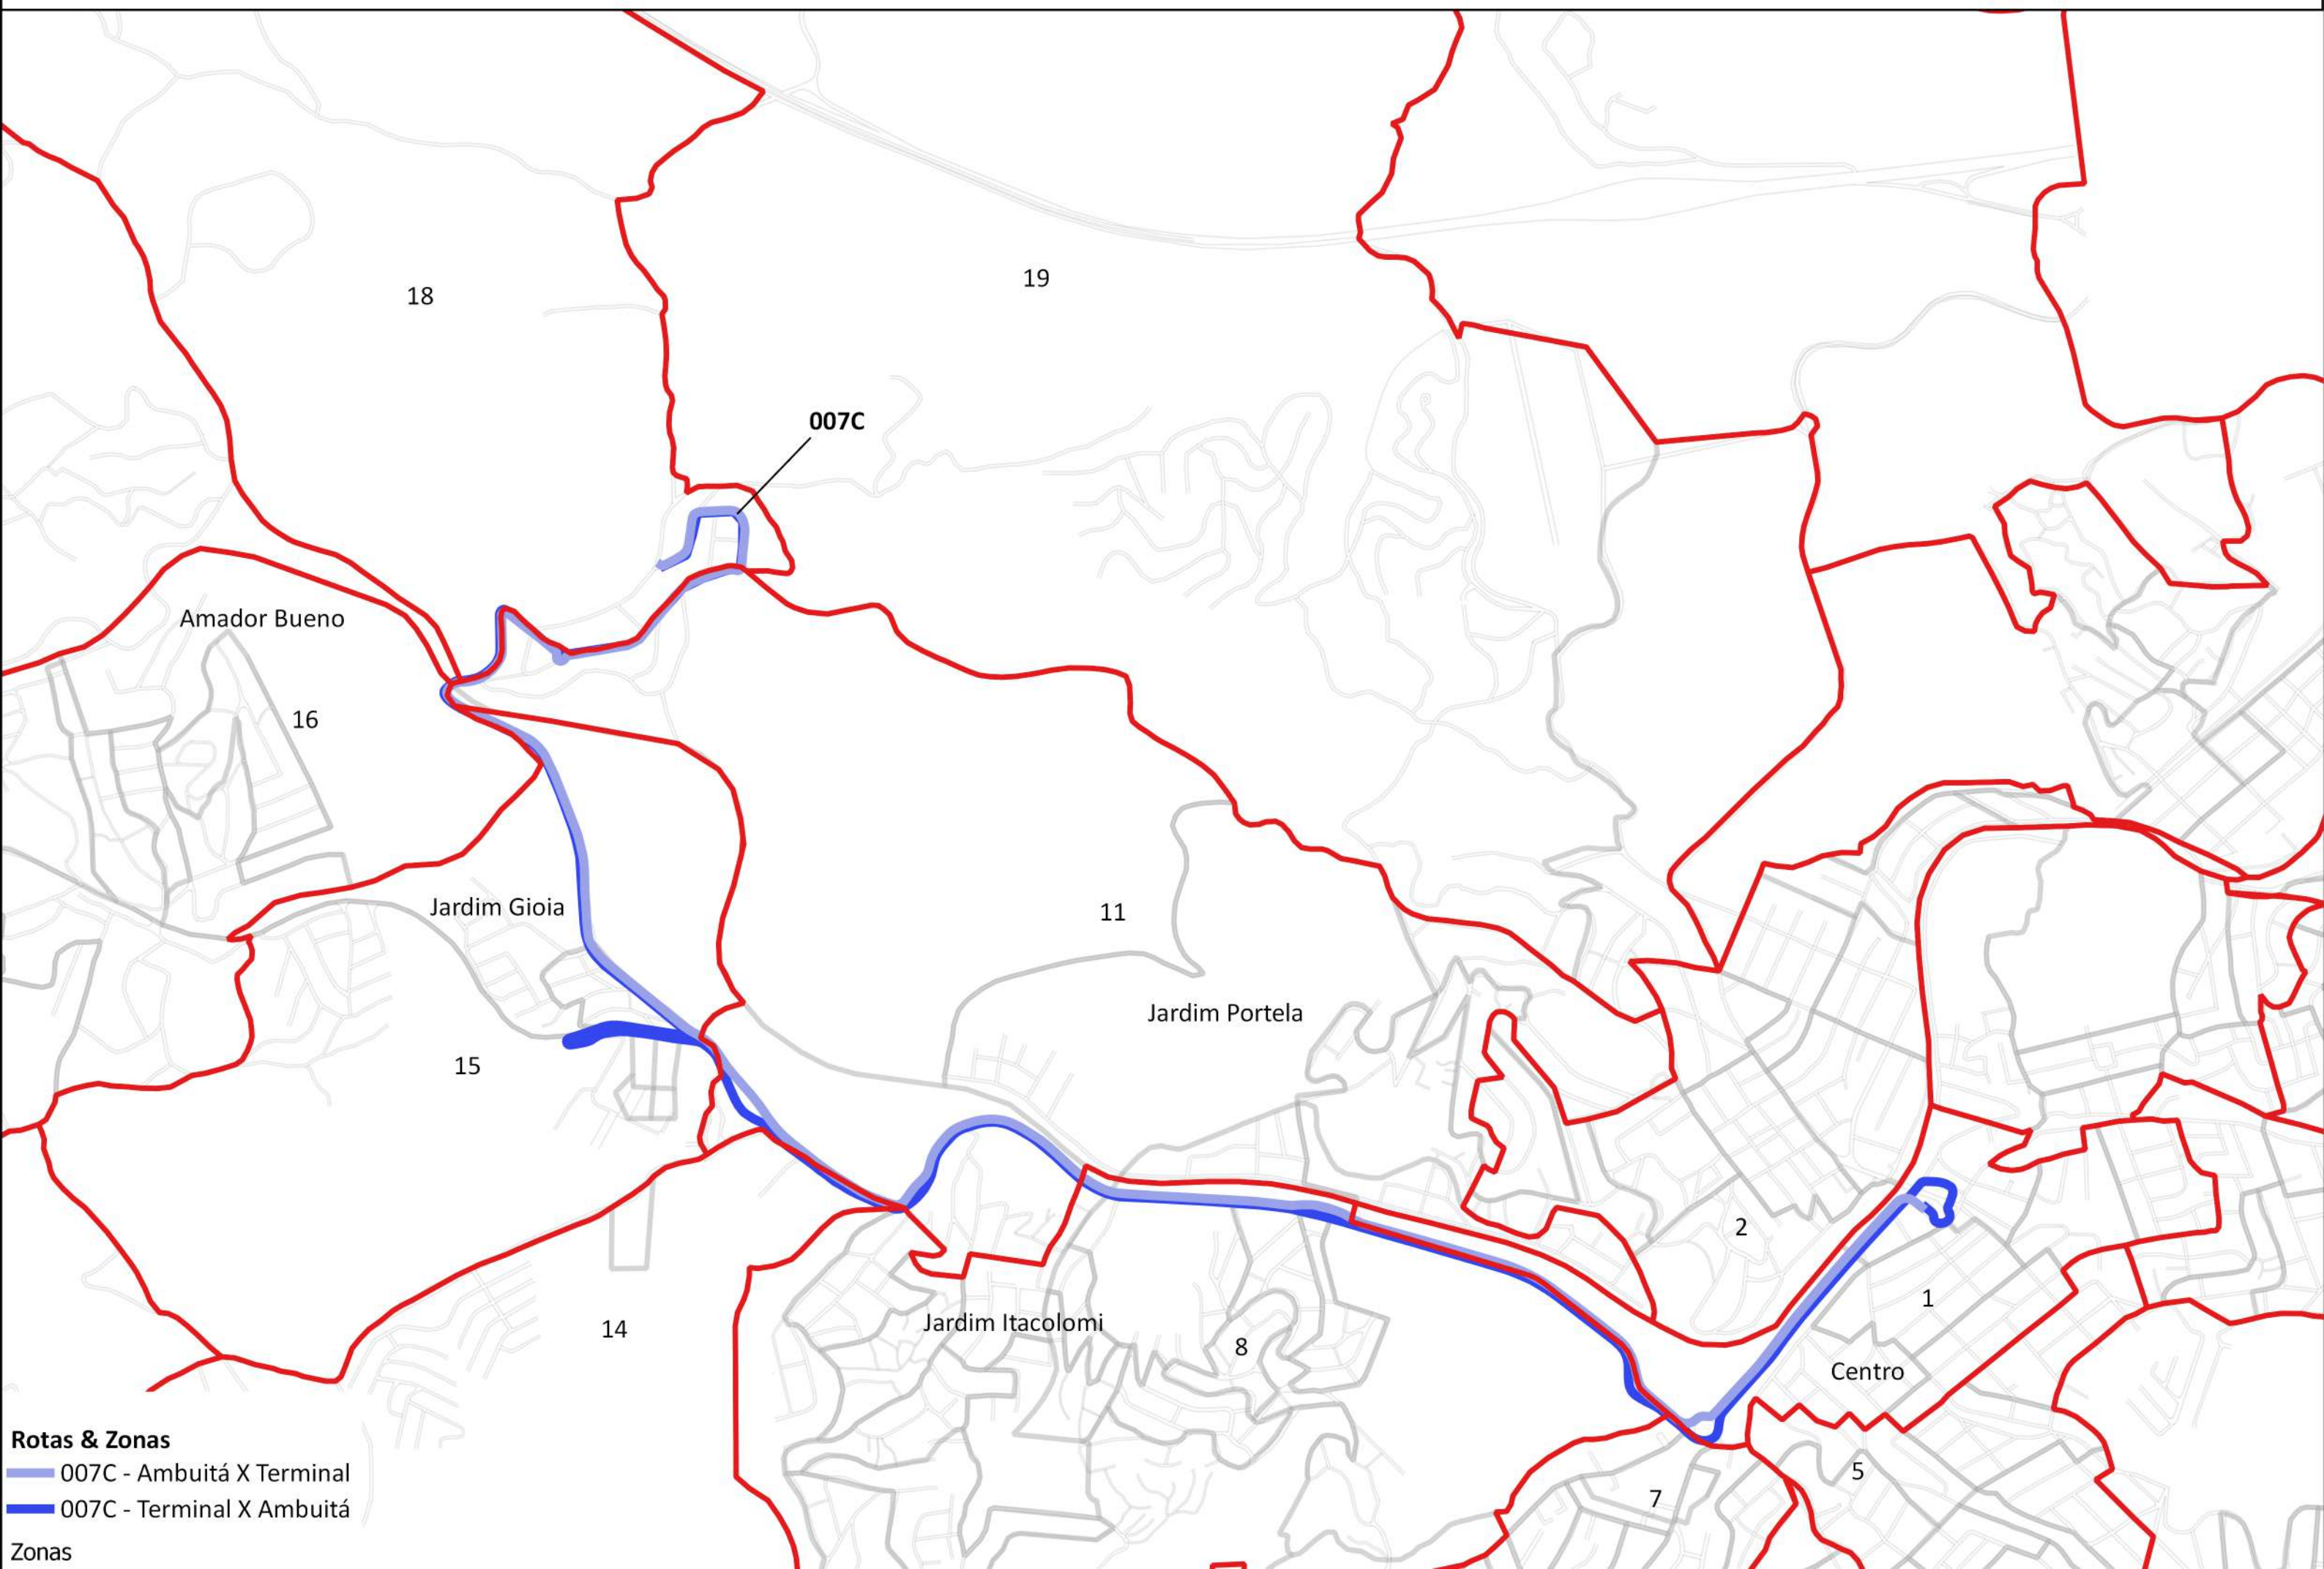 19
18
007C
Amador Bueno
16
Jardim Gioia
11
Jardim Portela
15
2
1
Jardim Itacolomi
14
8
Centro
5
7
Rotas & Zonas
007C - Ambuitá X Terminal
007C - Terminal X Ambuitá
Zonas